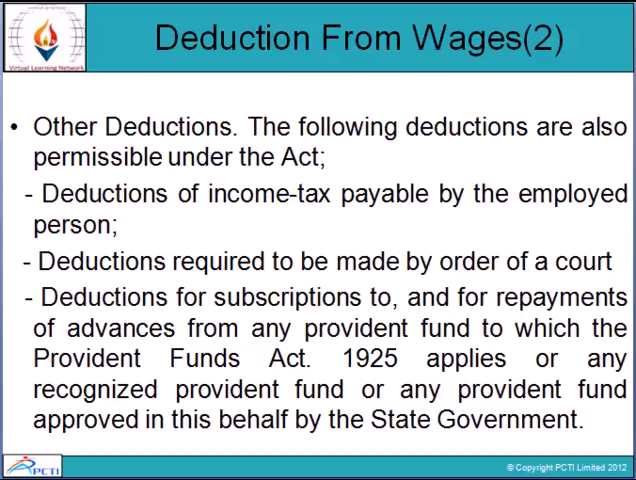 Deduction From Wages(2)
Virtual Learning Network
• Other Deductions. The following deductions are also
permissible under the Act;
- Deductions of income-tax payable by the employed
person;
- Deductions required to be made by order of a court
- Deductions for subscriptions to, and for repayments
of advances from any provident fund to which the
Provident Funds Act. 1925 applies or any
recognized provident fund or any provident fund
approved in this behalf by the State Government.
PCTI
© Copyright PCTI Limited 2012